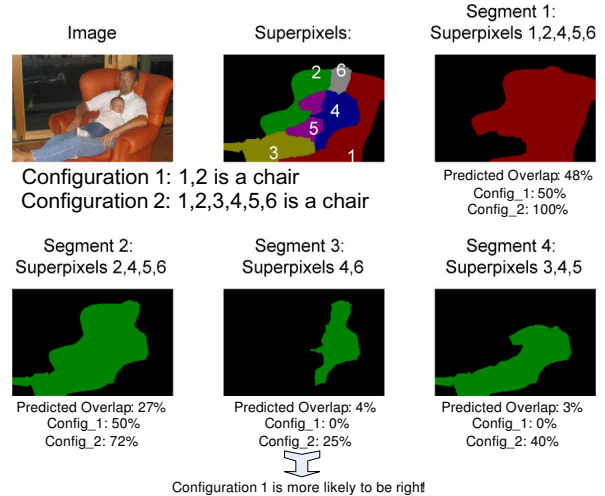 Image
Superpixels:
Segment 1:
Superpixels 1,2,4,5,6
2
6
4
5
3
1
Configuration 1: 1,2 is a chair
Configuration 2: 1,2,3,4,5,6 is a chair
Predicted Overlap: 48%
Config_1: 50%
Config_2: 100%
Segment 2:
Superpixels 2,4,5,6
Segment 3:
Superpixels 4,6
Segment 4:
Superpixels 3,4,5
Predicted Overlap: 27%
Config_1: 50%
Config_2: 72%
Predicted Overlap: 4%
Config_1: 0%
Config_2: 25%
Predicted Overlap: 3%
Config_1: 0%
Config_2: 40%
Configuration 1 is more likely to be right!